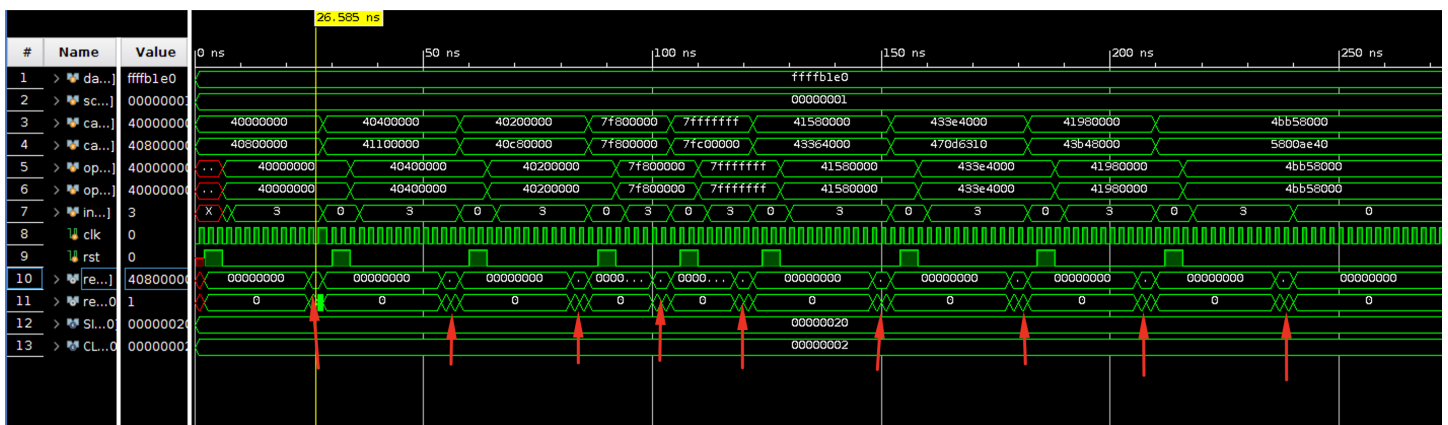 26.585 ns
# Name Value 0 ns 50 ns 100 ns 150 ns 200 ns 250 ns
1 > da...] ffffb1e0 ffffb1e0
2 > sc...] 00000001 00000001
3 > ca...] 40000000 40000000 40400000 40200000 7f800000 7fffffff 41580000 433e4000 41980000 4bb58000
4 > ca...] 40800000 40800000 41100000 40c80000 7f800000 7fc00000 43364000 470d6310 43b48000 5800ae40
5 > op...] 40000000 .. 40000000 40400000 40200000 7f800000 7fffffff 41580000 433e4000 41980000 4bb58000
6 > op...] 40000000 .. 40000000 40400000 40200000 7f800000 7fffffff 41580000 433e4000 41980000 4bb58000
7 > in...] 3 X 3 0 3 0 3 0 3 0 3 0 3 0 3 0 3 0 3 0
8 clk 0
9 rst 0
10 > re...] 40800000 00000000 00000000 00000000 . 0000... . 0000... . 00000000 . 00000000 . 00000000 . 00000000 . 00000000
11 > re...0 1 0 0 0 0 0 0 0 0 0 0
12 > SI...0 00000020 00000020
13 > CL...0 00000002 00000002